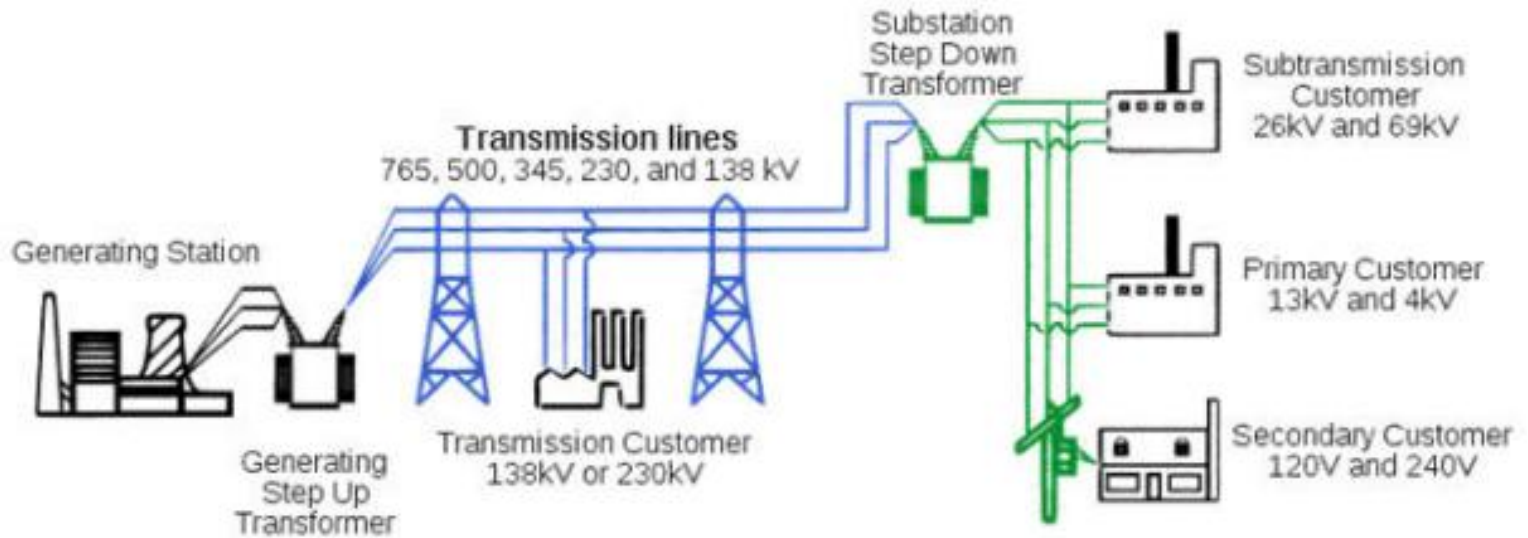 Substation
Step Down
Transformer
Subtransmission
Customer
26kV and 69kV
Transmission lines
765, 500, 345, 230, and 138 kV
Generating Station
Primary Customer
13kV and 4kV
Transmission Customer
138kV or 230kV
Secondary Customer
120V and 240V
Generating
Step Up
Transformer